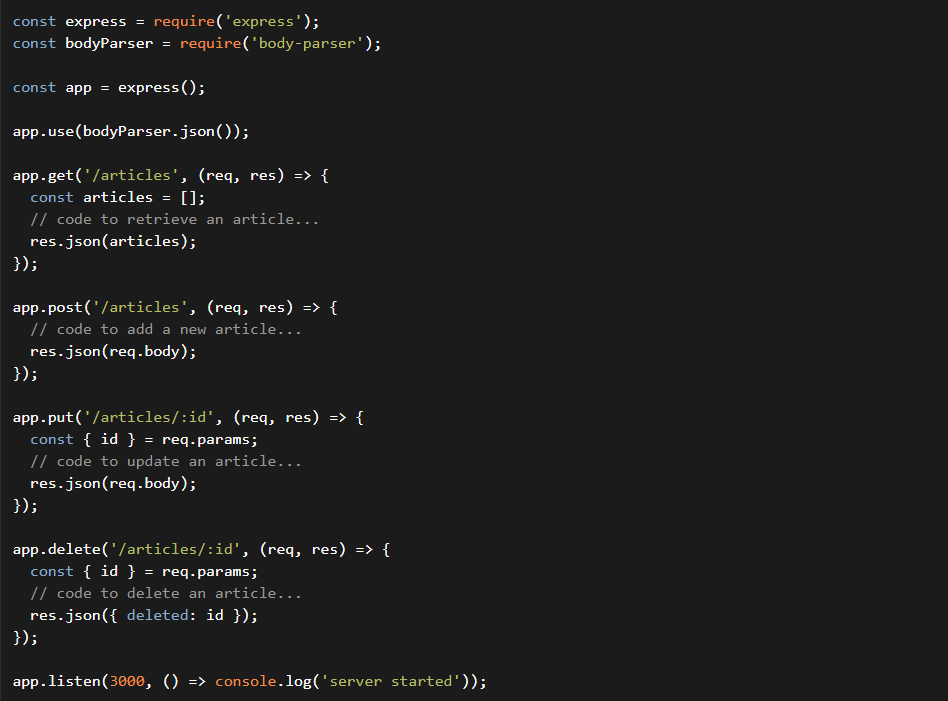 const express = require('express');
const bodyParser = require('body-parser');

const app = express();

app.use(bodyParser.json());

app.get('/articles', (req, res) => {
  const articles = [];
  // code to retrieve an article...
  res.json(articles);
});

app.post('/articles', (req, res) => {
  // code to add a new article...
  res.json(req.body);
});

app.put('/articles/:id', (req, res) => {
  const { id } = req.params;
  // code to update an article...
  res.json(req.body);
});

app.delete('/articles/:id', (req, res) => {
  const { id } = req.params;
  // code to delete an article...
  res.json({ deleted: id });
});

app.listen(3000, () => console.log('server started'));